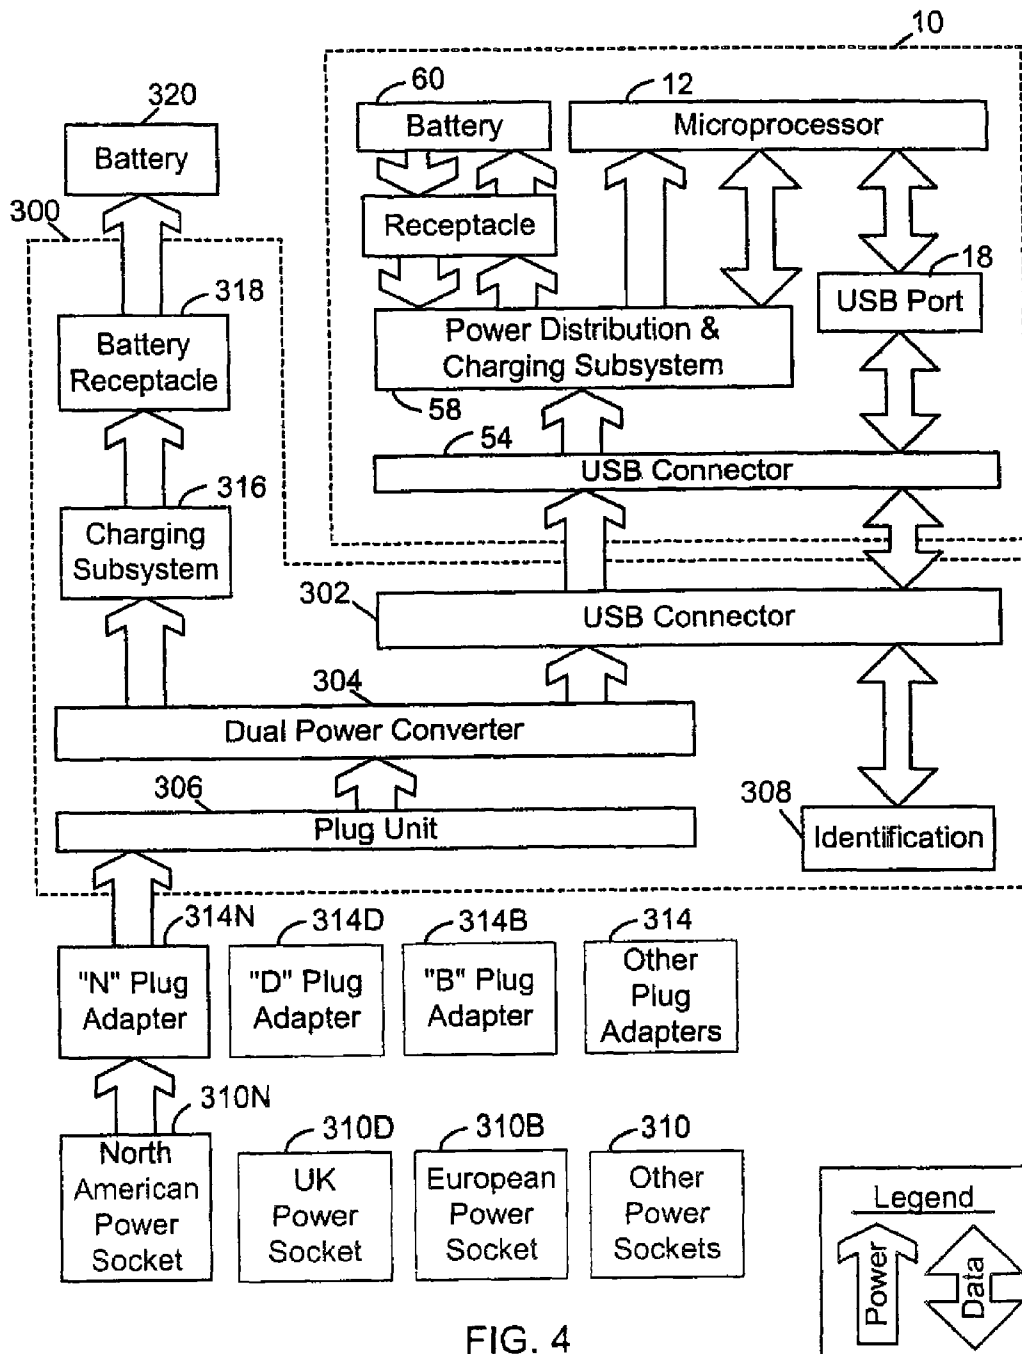 10
60
12
320
Battery
Microprocessor
Battery
300
Receptacle
18
318
USB Port
Battery
Receptacle
Power Distribution &
Charging Subsystem
58
54
USB Connector
316
Charging
Subsystem
302
USB Connector
304
Dual Power Converter
306
308
Plug Unit
Identification
314N
314D
314B
314
"N" Plug
Adapter
"D" Plug
Adapter
"B" Plug
Adapter
Other
Plug
Adapters
310N
310D
310B
310
North
American
Power
Socket
UK
Power
Socket
European
Power
Socket
Other
Power
Sockets
Legend
Power
Data
FIG. 4